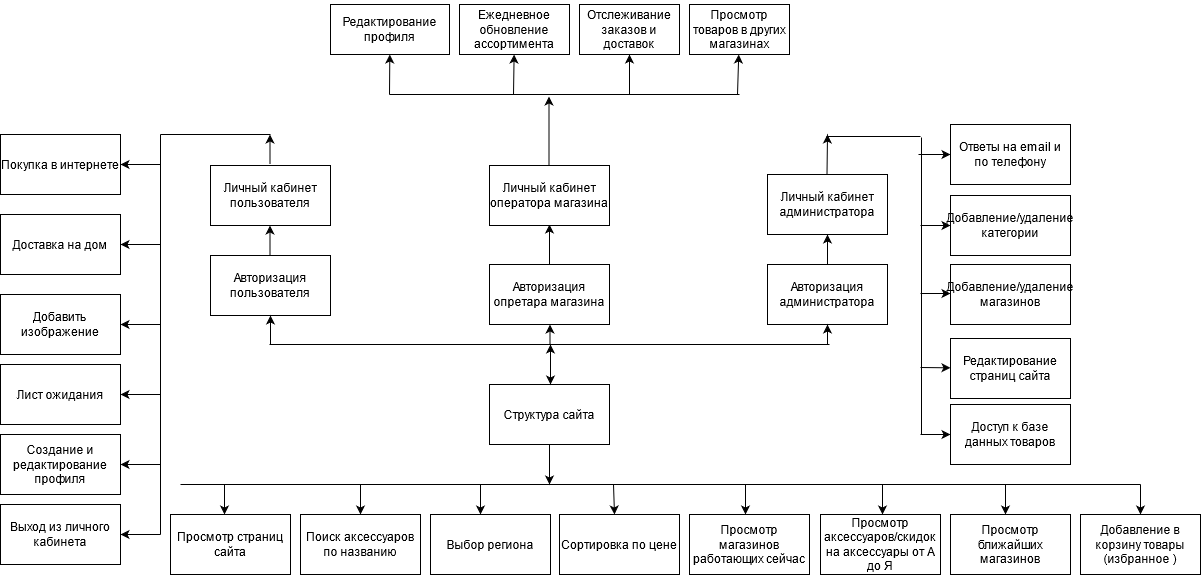 Редактирование
профиля
Ежедневное
обновление
ассортимента
Отслеживание
заказов и
доставок
Просмотр
товаров в других
магазинах
Покупка в интернете
Доставка на дом
Добавить
изображение
Лист ожидания
Создание и
редактирование
профиля
Выход из личного
кабинета
Личный кабинет
пользователя
Авторизация
пользователя
Личный кабинет
оператора магазина
Авторизация
опретара магазина
Личный кабинет
администратора
Авторизация
администратора
Ответы на email и
по телефону
Добавление/удаление
категории
Добавление/удаление
магазинов
Редактирование
страниц сайта
Доступ к базе
данных товаров
Структура сайта
Просмотр страниц
сайта
Поиск аксессуаров
по названию
Выбор региона
Сортировка по цене
Просмотр
магазинов
работающих сейчас
Просмотр
аксессуаров/скидок
на аксессуары от А
до Я
Просмотр
ближайших
магазинов
Добавление в
корзину товары
(избранное )